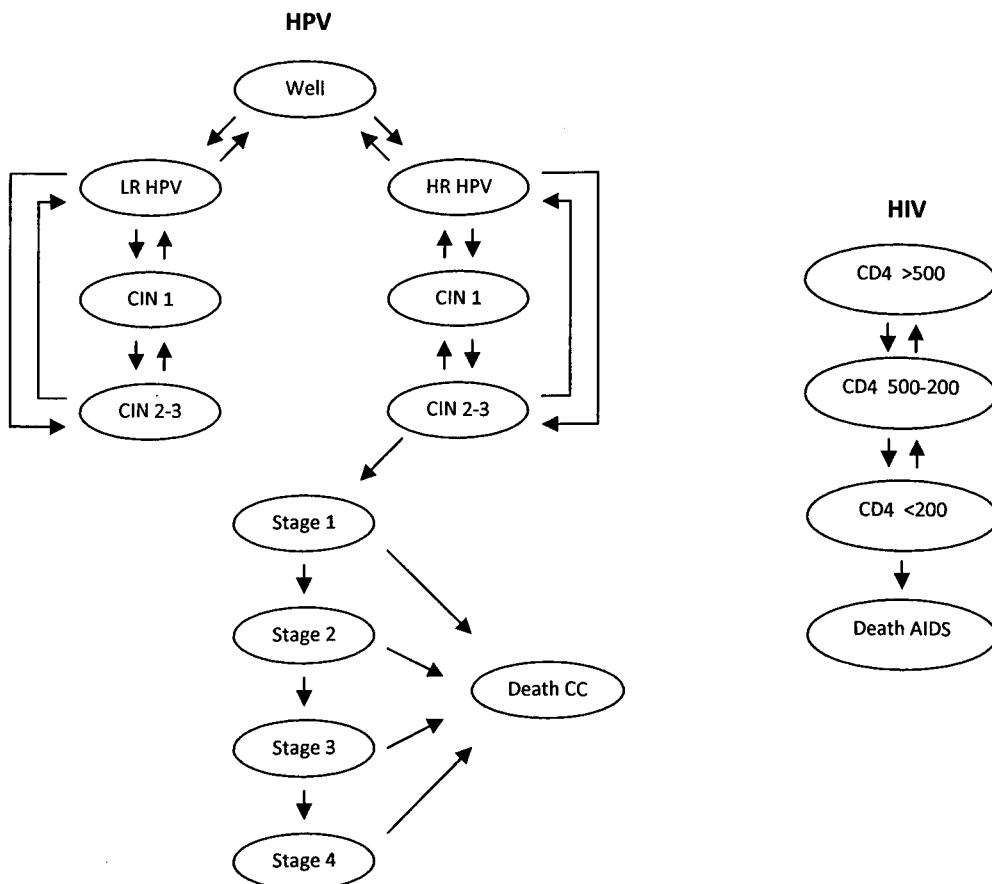 HPV
Well
LR HPV
HR HPV
CIN 1
CIN 1
CIN 2-3
CIN 2-3
Stage 1
Stage 2
Stage 3
Stage 4
Death CC
HIV
CD4 >500
CD4 500-200
CD4 <200
Death AIDS